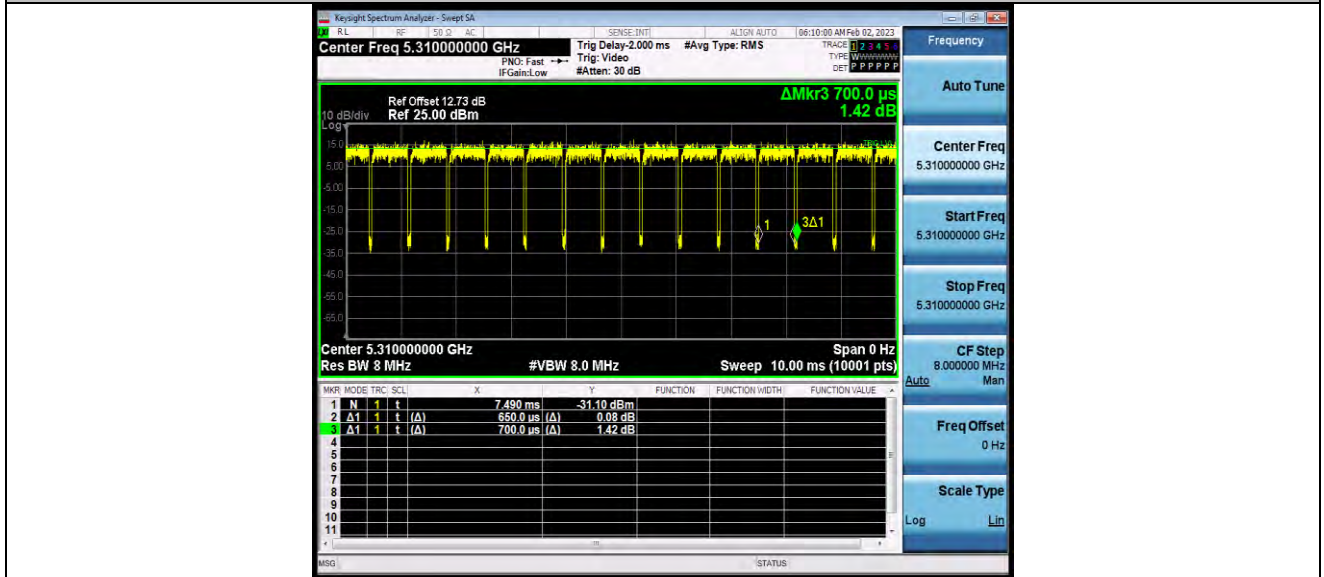 Keysight Spectrum Analyzer - Swept SA
RL RF 50 Ω AC SENSE:INT ALIGN AUTO 06:10:00 AM Feb 02, 2023
Center Freq 5.310000000 GHz
Trig Delay-2.000 ms #Avg Type: RMS
TRACE 1 2 3 4 5 6
PNO: Fast Trig: Video
TYPE WWWWWW
IFGain:Low #Atten: 30 dB
DET P P P P P P
ΔMkr3 700.0 µs
1.42 dB
Ref Offset 12.73 dB
10 dB/div Ref 25.00 dBm
Log
15.0
5.00
-5.00
-15.0
-25.0
-35.0
-45.0
-55.0
-65.0
1
3Δ1
Center 5.310000000 GHz Span 0 Hz
Res BW 8 MHz #VBW 8.0 MHz Sweep 10.00 ms (10001 pts)
MKR MODE TRC SCL X Y FUNCTION FUNCTION WIDTH FUNCTION VALUE
1 N 1 t 7.490 ms -31.10 dBm
2 Δ1 1 t (Δ) 650.0 µs (Δ) 0.08 dB
3 Δ1 1 t (Δ) 700.0 µs (Δ) 1.42 dB
4
5
6
7
8
9
10
11
MSG STATUS
Frequency
Auto Tune
Center Freq
5.310000000 GHz
Start Freq
5.310000000 GHz
Stop Freq
5.310000000 GHz
CF Step
8.000000 MHz
Auto Man
Freq Offset
0 Hz
Scale Type
Log Lin